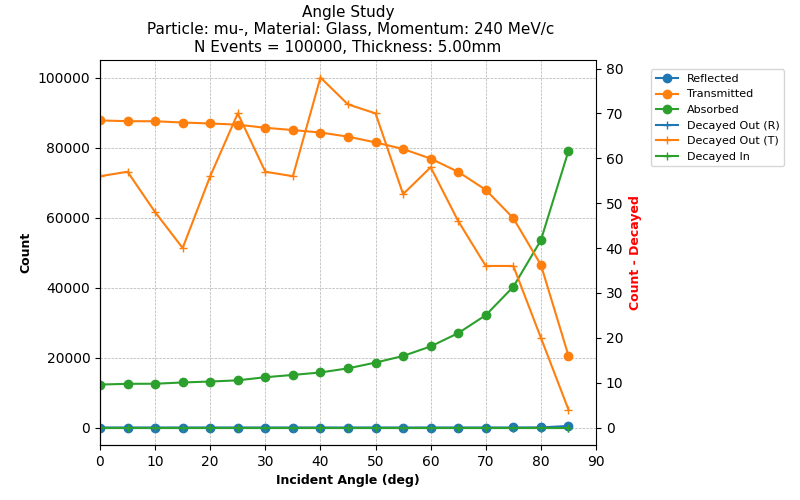 Angle Study
Particle: mu-, Material: Glass, Momentum: 240 MeV/c
N Events = 100000, Thickness: 5.00mm
Reflected
Transmitted
Absorbed
Decayed Out (R)
Decayed Out (T)
Decayed In
Count
100000
80000
60000
40000
20000
0
Count - Decayed
80
70
60
50
40
30
20
10
0
0 10 20 30 40 50 60 70 80 90
Incident Angle (deg)